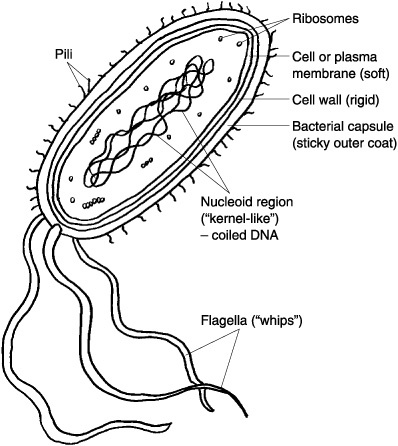 Ribosomes
Pili
Cell or plasma
membrane (soft)
Cell wall (rigid)
Bacterial capsule
(sticky outer coat)
Nucleoid region
(“kernel-like”)
– coiled DNA
Flagella (“whips”)